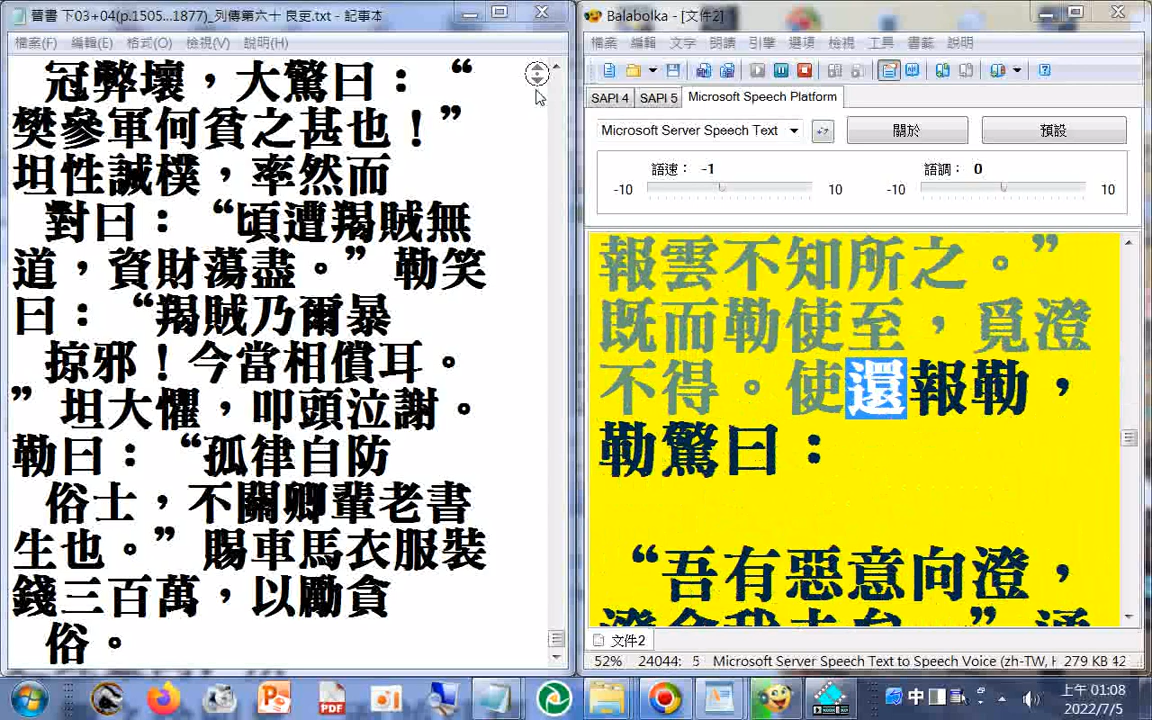 晉書 下03+04(p.1505...1877)_列傳第六十 良吏.txt - 記事本
檔案(F) 編輯(E) 格式(O) 檢視(V) 說明(H)
冠弊壞，大驚曰：“
樊參軍何貧之甚也！”
坦性誠樸，率然而
對曰：“頃遭羯賊無
道，資財蕩盡。”勒笑
曰：“羯賊乃爾暴
掠邪！今當相償耳。
”坦大懼，叩頭泣謝。
勒曰：“孤律自防
俗士，不關卿輩老書
生也。”賜車馬衣服裝
錢三百萬，以勵貪
俗。
Balabolka - [文件2]
檔案 編輯 文字 朗讀 引擎 選項 檢視 工具 書籤 說明
SAPI 4 SAPI 5 Microsoft Speech Platform
Microsoft Server Speech Text 關於 預設
語速： -1 語調： 0
-10 10 -10 10
報雲不知所之。”
既而勒使至，覓澄
不得。使還報勒，
勒驚曰：
“吾有惡意向澄，
澄舍我去矣。”通
文件2
52% 24044: 5 Microsoft Server Speech Text to Speech Voice (zh-TW, H 279 KB 42
中
上午 01:08
2022/7/5